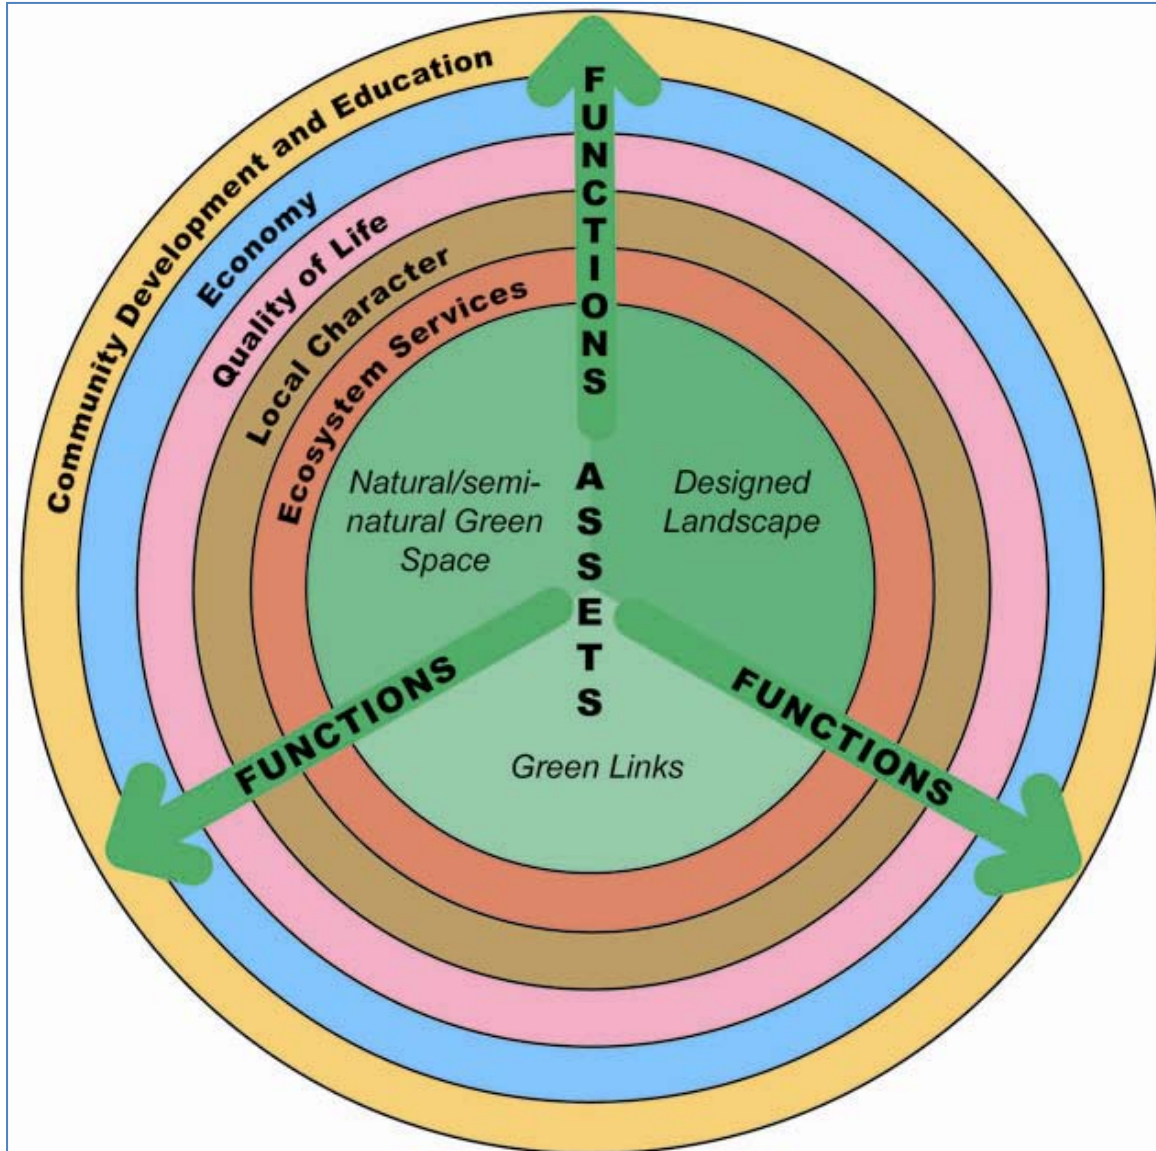 Community Development and Education
Economy
Quality of Life
Local Character
Ecosystem Services
FUNCTIONS
ASSETS
Natural/semi-
natural Green
Space
Designed
Landscape
Green Links
FUNCTIONS
FUNCTIONS